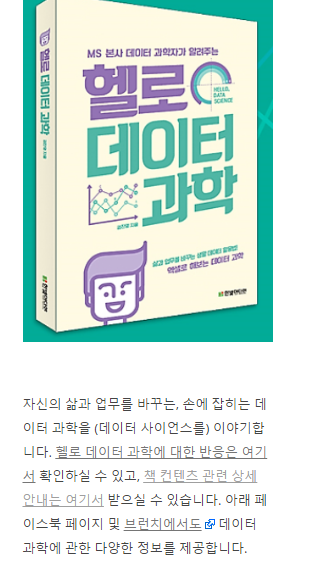 MS 본사 데이터 과학자가 알려주는
헬로
HELLO,
DATA
SCIENCE
데이터
과학
김진영 지음
삶과 업무를 바꾸는 생활 데이터 활용법
엑셀로 해보는 데이터 과학
한빛미디어
헬로 데이터 과학
자신의 삶과 업무를 바꾸는, 손에 잡히는 데
이터 과학을 (데이터 사이언스를) 이야기합
니다. 헬로 데이터 과학에 대한 반응은 여기
서 확인하실 수 있고, 책 컨텐츠 관련 상세
안내는 여기서 받으실 수 있습니다. 아래 페
이스북 페이지 및 브런치에서도 데이터
과학에 관한 다양한 정보를 제공합니다.